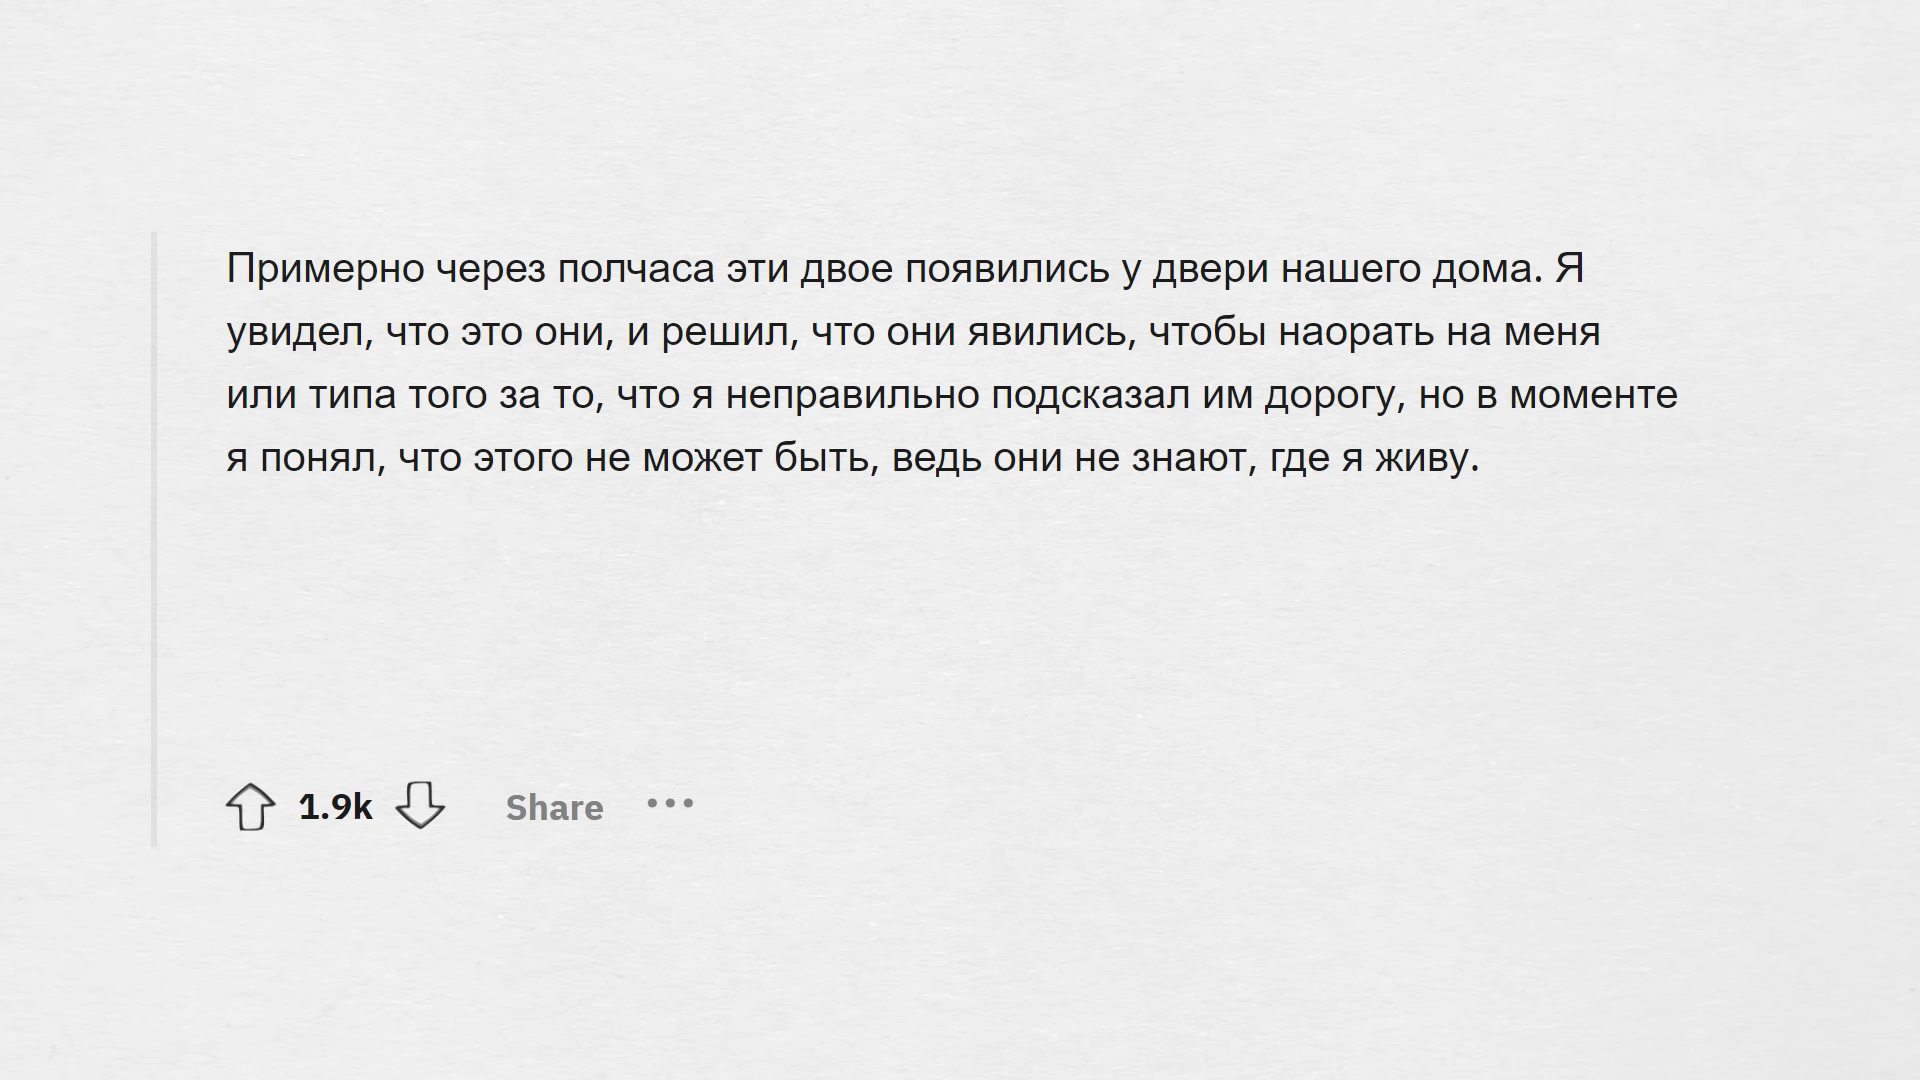 Примерно через полчаса эти двое появились у двери нашего дома. Я
увидел, что это они, и решил, что они явились, чтобы наорать на меня
или типа того за то, что я неправильно подсказал им дорогу, но в моменте
я понял, что этого не может быть, ведь они не знают, где я живу.
1.9k Share